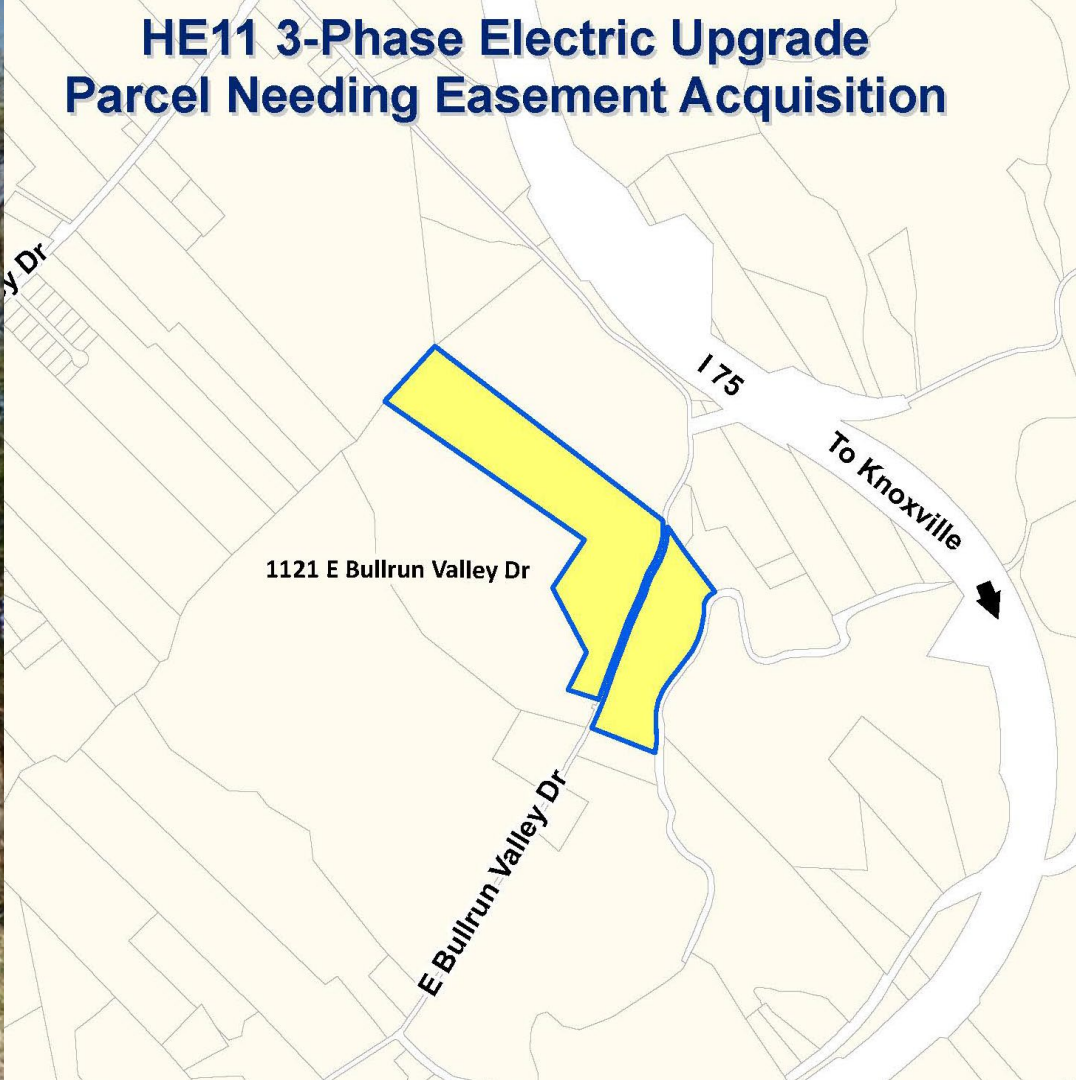 HE11 3-Phase Electric Upgrade
Parcel Needing Easement Acquisition
y Dr
I 75
To Knoxville
1121 E Bullrun Valley Dr
E Bullrun Valley Dr